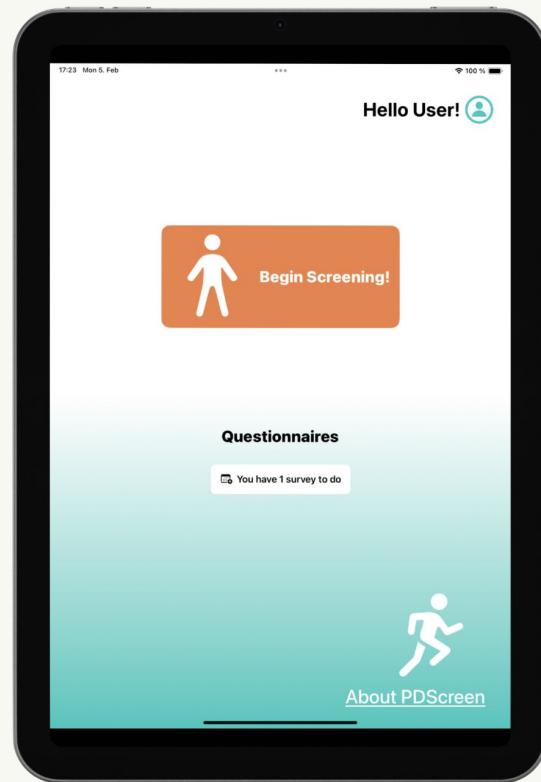 17:23 Mon 5. Feb
100 %
Hello User!
Begin Screening!
Questionnaires
You have 1 survey to do
About PDScreen